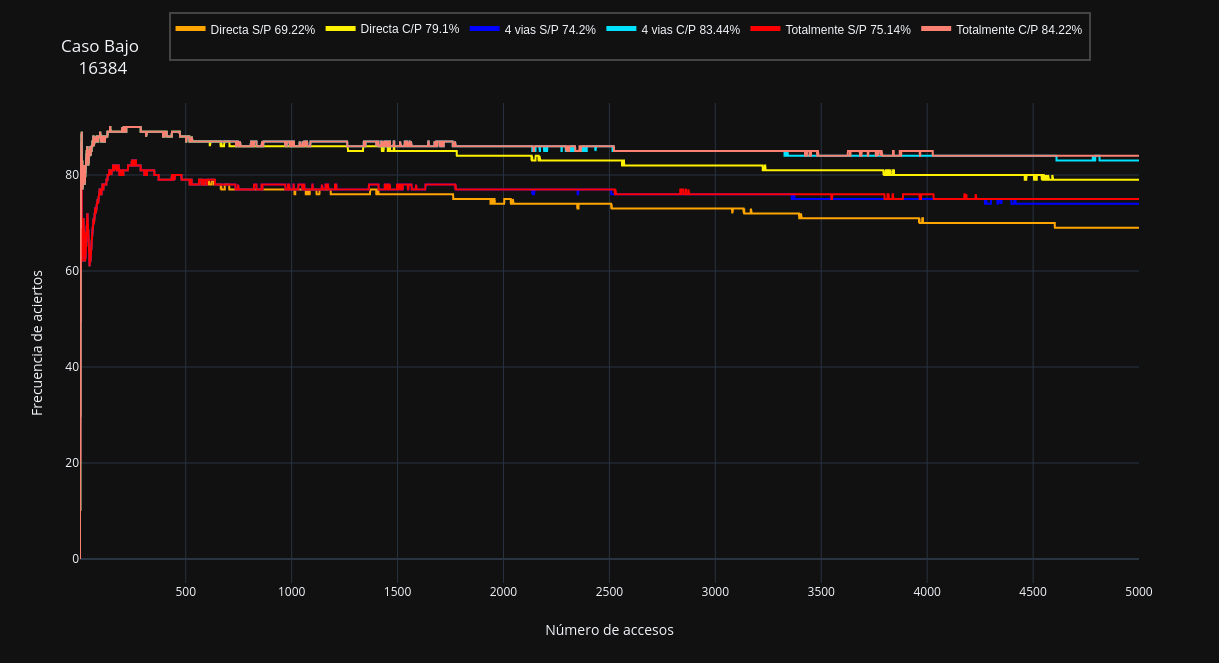 Directa S/P 69.22% Directa C/P 79.1% 4 vias S/P 74.2% 4 vias C/P 83.44% Totalmente S/P 75.14% Totalmente C/P 84.22%
Caso Bajo
16384
80
60
40
20
0
Frecuencia de aciertos
500 1000 1500 2000 2500 3000 3500 4000 4500 5000
Número de accesos